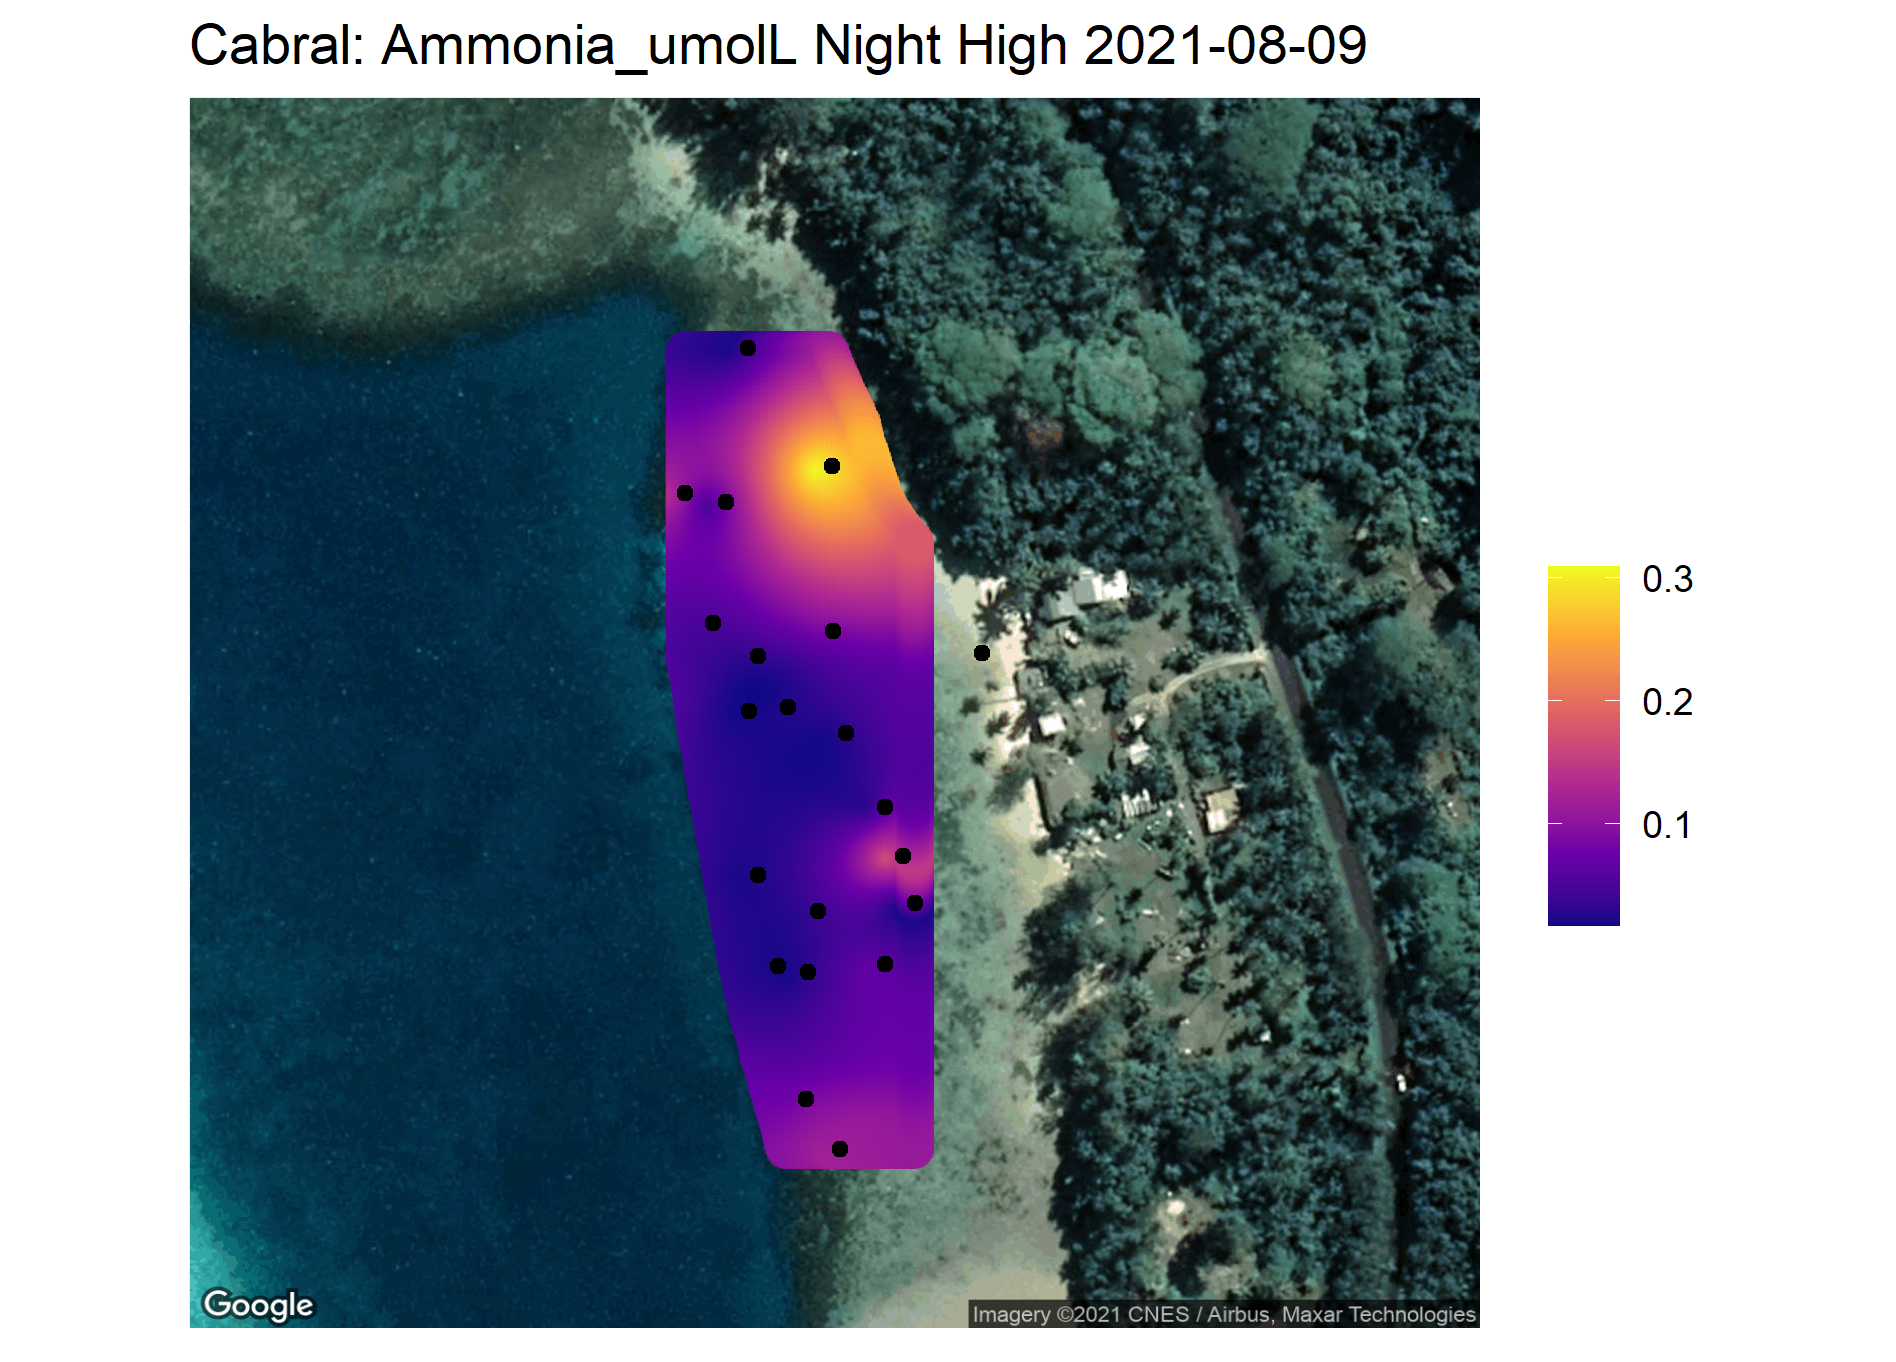 Cabral: Ammonia_umolL Night High 2021-08-09
0.3
0.2
0.1
Google
Imagery ©2021 CNES / Airbus, Maxar Technologies